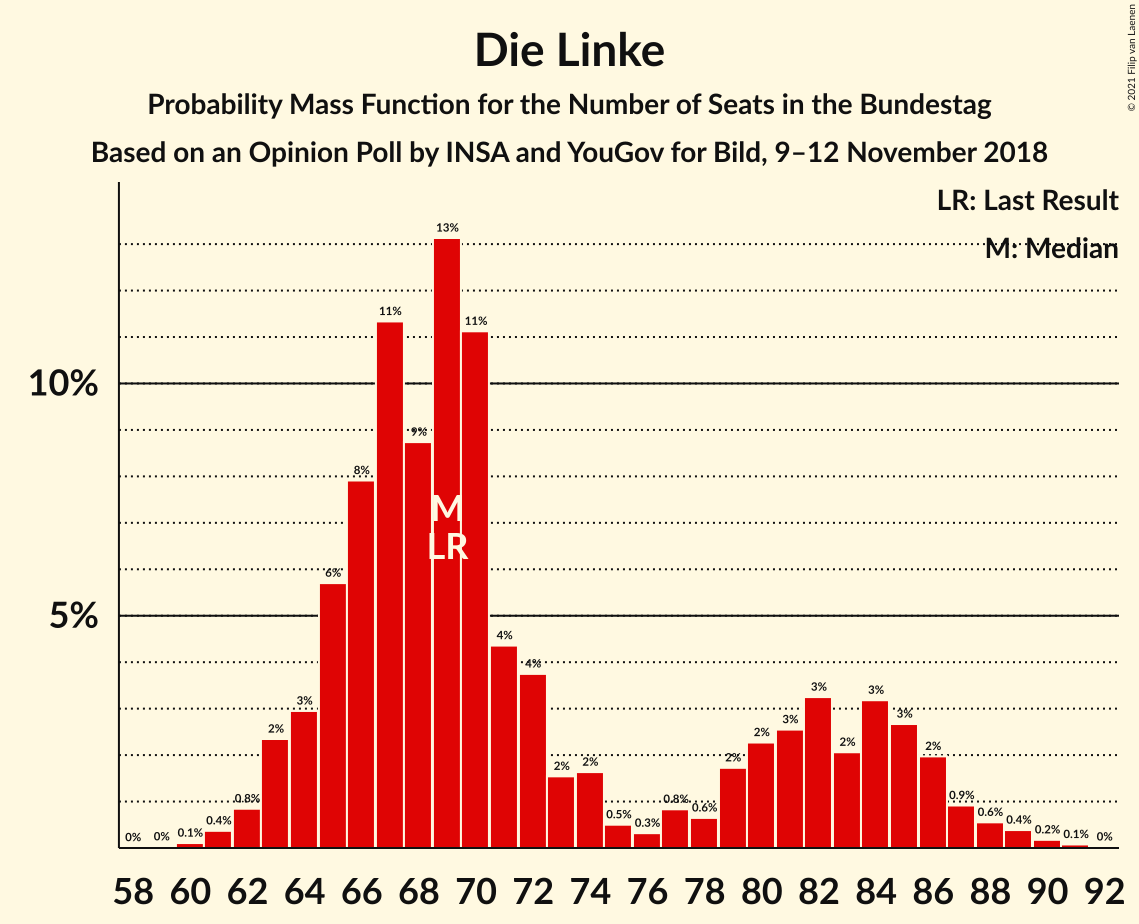 Die Linke
Probability Mass Function for the Number of Seats in the Bundestag
Based on an Opinion Poll by INSA and YouGov for Bild, 9–12 November 2018
© 2021 Filip van Laenen
LR: Last Result
M: Median
10%
5%
0% 0% 0.1% 0.4% 0.8% 2% 3% 6% 8% 11% 9% 13% 11% 4% 4% 2% 2% 0.5% 0.3% 0.8% 0.6% 2% 2% 3% 3% 2% 3% 3% 2% 0.9% 0.6% 0.4% 0.2% 0.1% 0%
M
LR
58 60 62 64 66 68 70 72 74 76 78 80 82 84 86 88 90 92